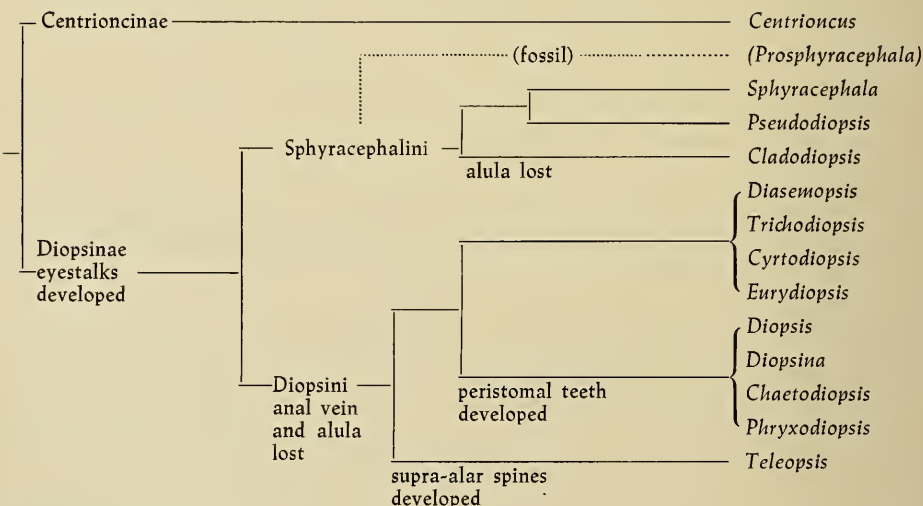 Centrioncinae
Centrioncus
(fossil)
(Prosphyracephala)
Sphyracephala
Pseudodiopsis
Sphyracephalini
Cladodiopsis
alula lost
Diasemopsis
Trichodiopsis
Cyrtodiopsis
Eurydiopsis
Diopsinae
eyestalks
developed
Diopsis
Diopsina
Chaetodiopsis
Phryxodiopsis
Diopsini
anal vein
and alula
lost
peristomal teeth
developed
Teleopsis
supra-alar spines
developed